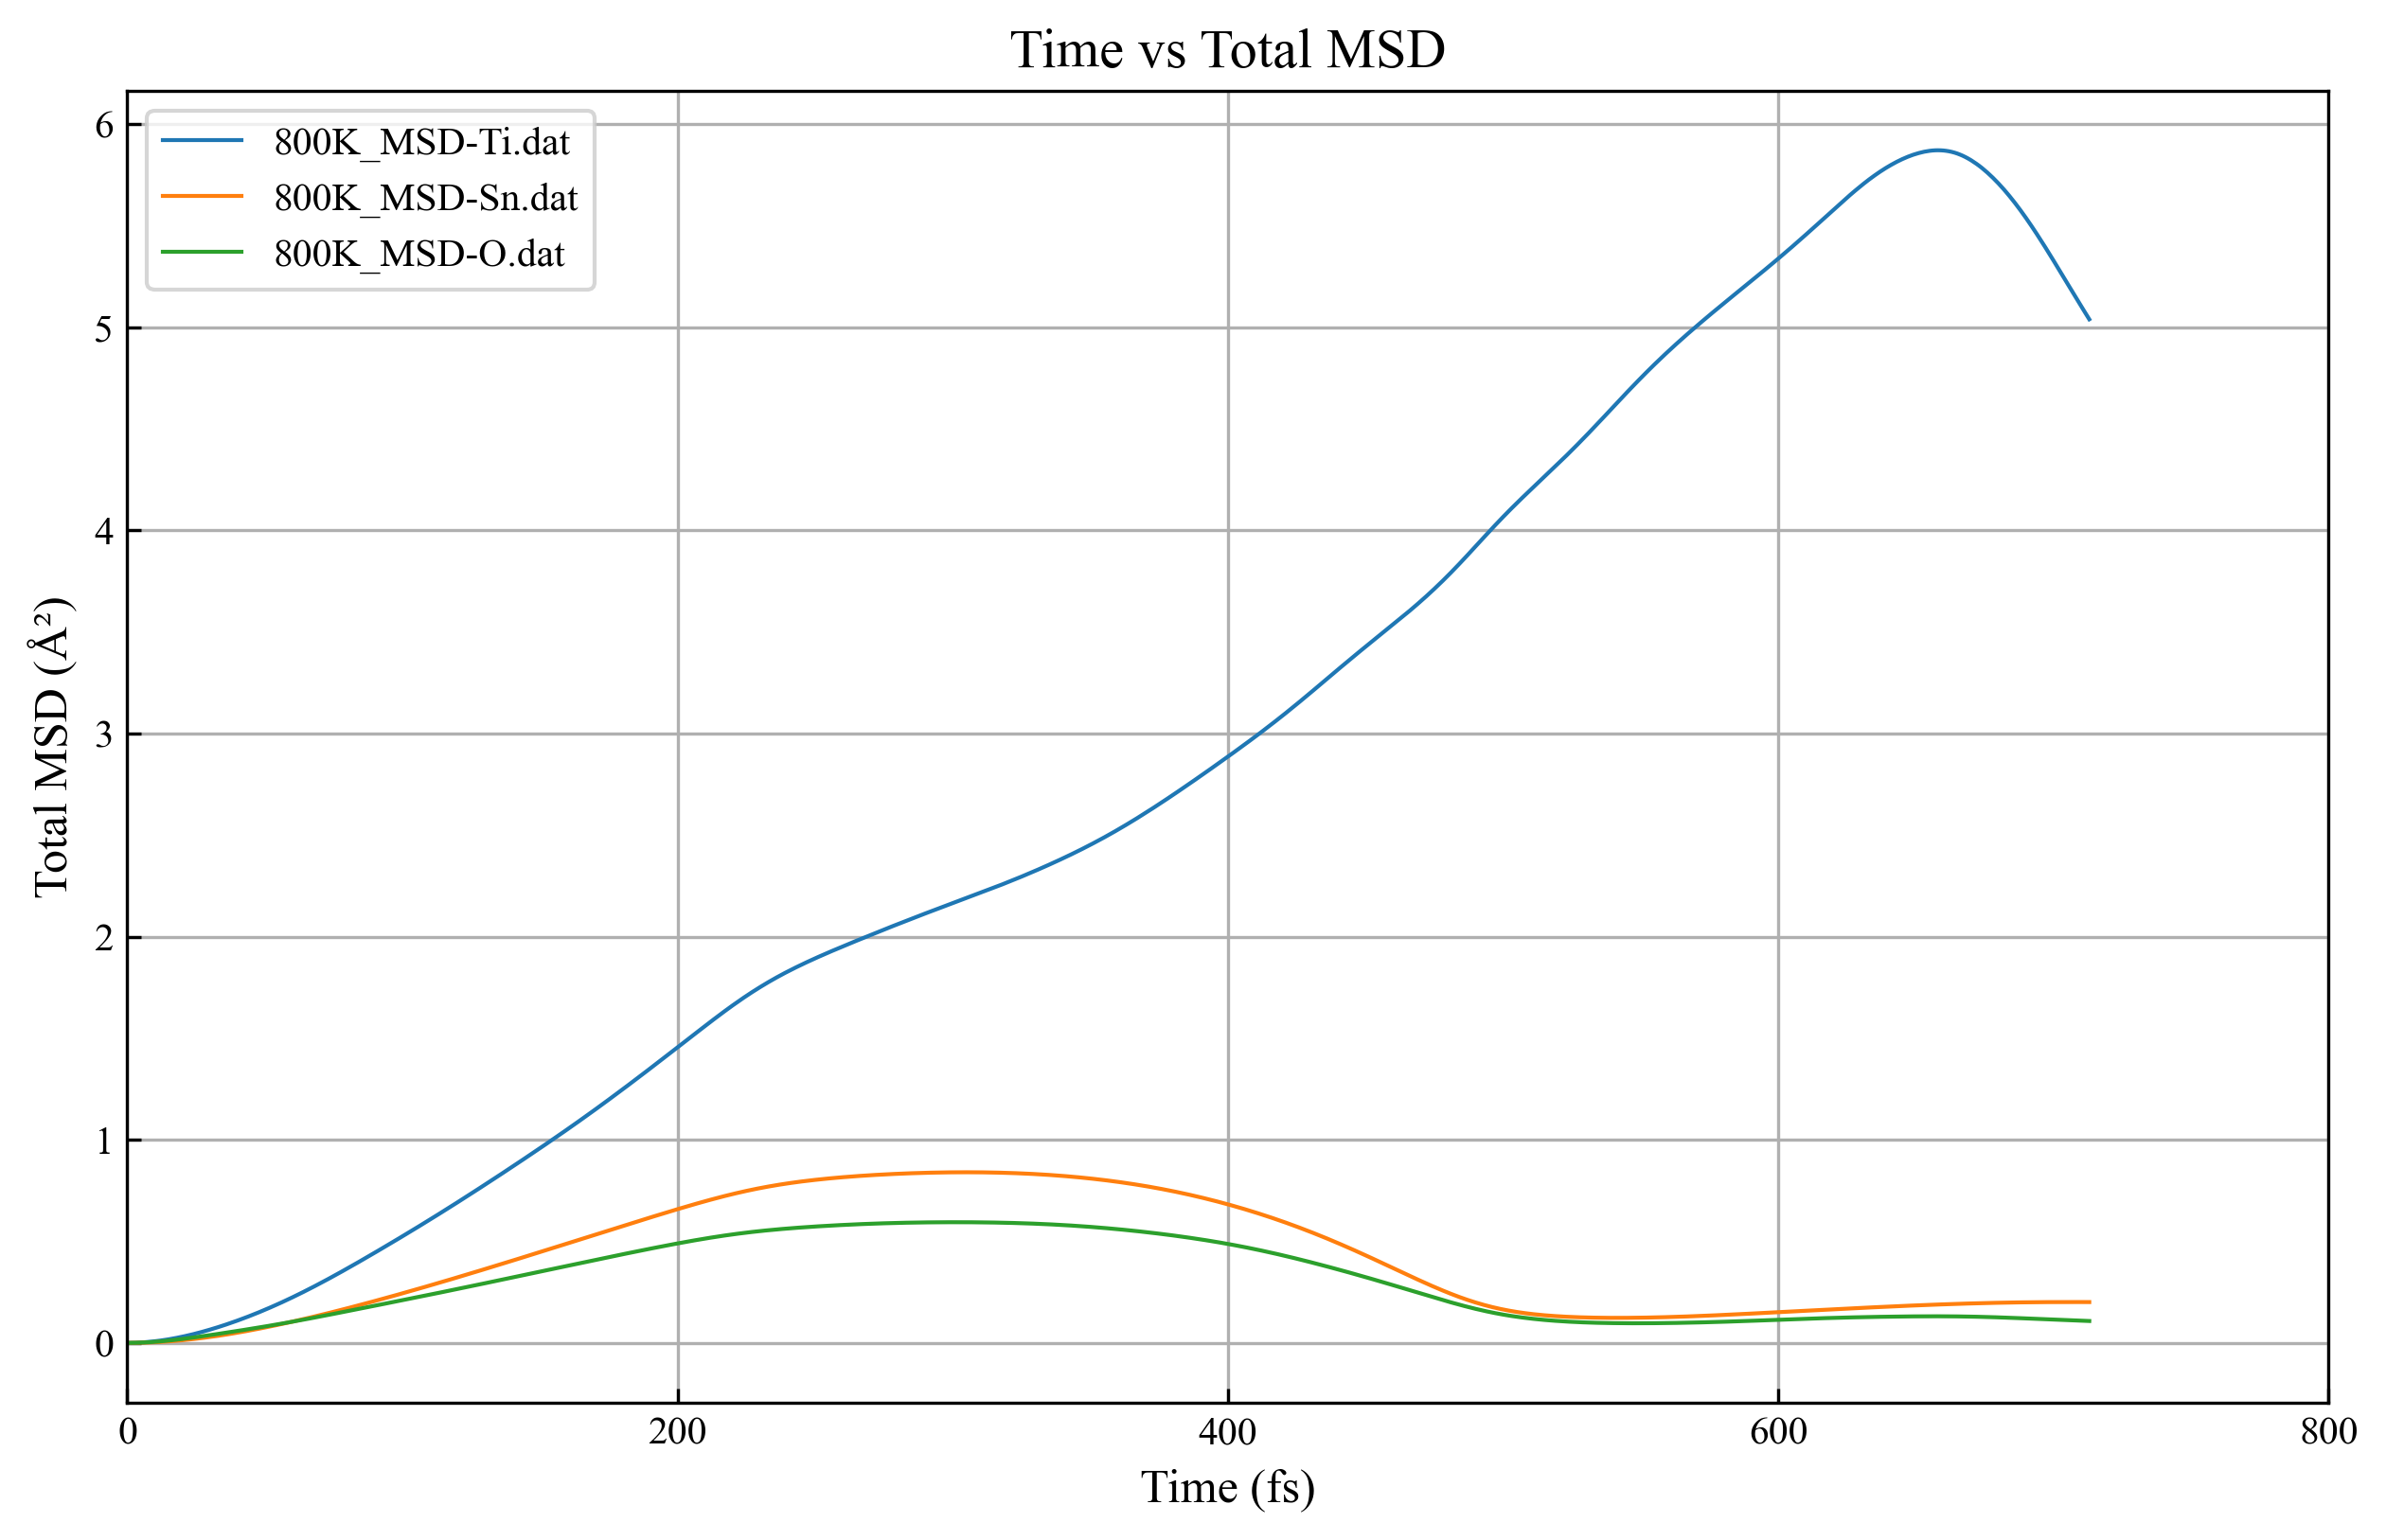 Time vs Total MSD
800K_MSD-Ti.dat
800K_MSD-Sn.dat
800K_MSD-O.dat
6
5
4
3
2
1
0
Total MSD (Å²)
0 200 400 600 800
Time (fs)